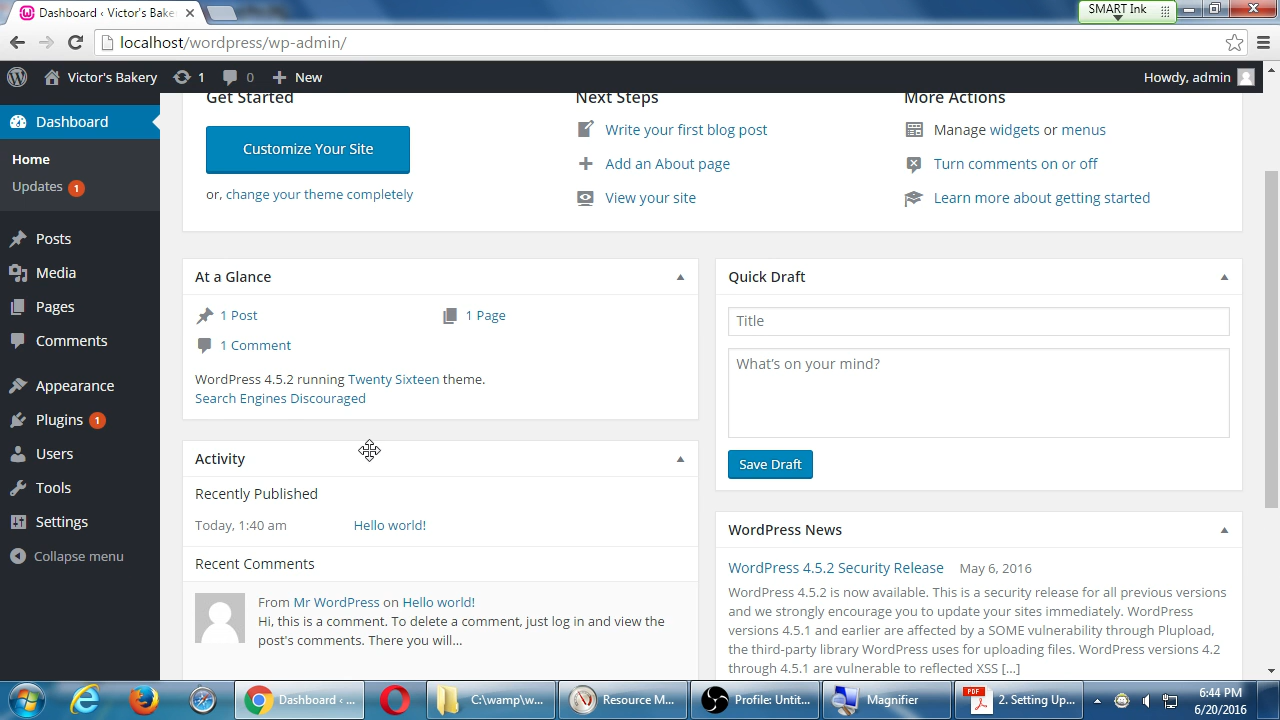 Dashboard ‹ Victor's Bake
SMART Ink
localhost/wordpress/wp-admin/
Victor's Bakery
1
0
New
Howdy, admin
Dashboard
Home
Updates 1
Posts
Media
Pages
Comments
Appearance
Plugins 1
Users
Tools
Settings
Collapse menu
Get Started
Customize Your Site
or, change your theme completely
Next Steps
Write your first blog post
Add an About page
View your site
More Actions
Manage widgets or menus
Turn comments on or off
Learn more about getting started
At a Glance
1 Post
1 Page
1 Comment
WordPress 4.5.2 running Twenty Sixteen theme.
Search Engines Discouraged
Activity
Recently Published
Today, 1:40 am
Hello world!
Recent Comments
From Mr WordPress on Hello world!
Hi, this is a comment. To delete a comment, just log in and view the
post's comments. There you will...
Quick Draft
Title
What's on your mind?
Save Draft
WordPress News
WordPress 4.5.2 Security Release May 6, 2016
WordPress 4.5.2 is now available. This is a security release for all previous versions
and we strongly encourage you to update your sites immediately. WordPress
versions 4.5.1 and earlier are affected by a SOME vulnerability through Plupload,
the third-party library WordPress uses for uploading files. WordPress versions 4.2
through 4.5.1 are vulnerable to reflected XSS […]
Dashboard ‹ ...
C:\wamp\w...
Resource M...
Profile: Untit...
Magnifier
PDF
2. Setting Up...
6:44 PM
6/20/2016